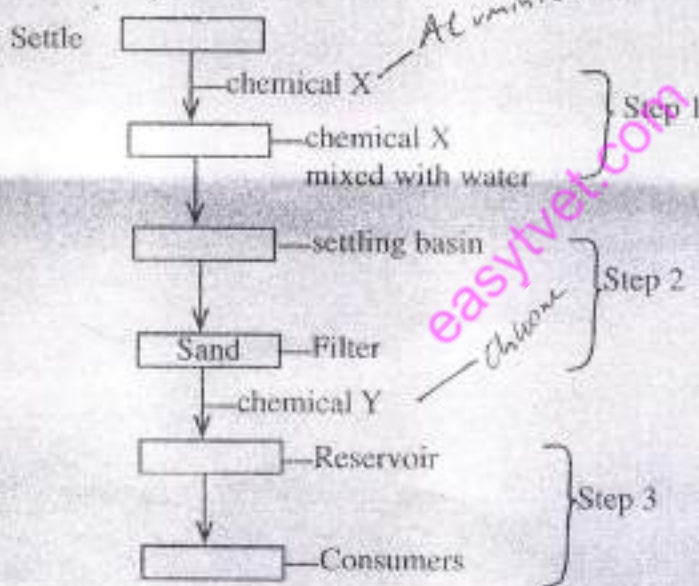 Settle
chemical X
Step 1
chemical X
mixed with water
settling basin
Step 2
easytvet.com
Sand
Filter
chemical Y
Reservoir
Step 3
Consumers